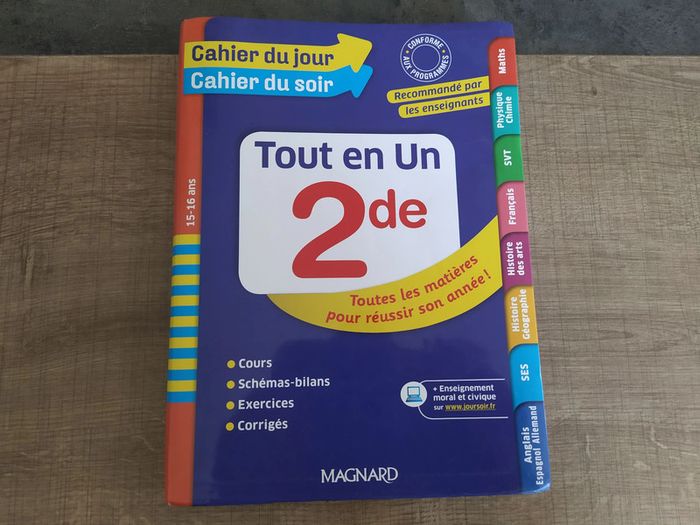 Cahier du jour
Cahier du soir
CONFORME
AUX PROGRAMMES
Recommandé par
les enseignants
15-16 ans
Tout en Un
2de
Toutes les matières
pour réussir son année !
Cours
Schémas-bilans
Exercices
Corrigés
+ Enseignement
moral et civique
sur www.joursoir.fr
MAGNARD
Maths
Physique
Chimie
SVT
Français
Histoire
des arts
Histoire
Géographie
SES
Anglais
Espagnol Allemand